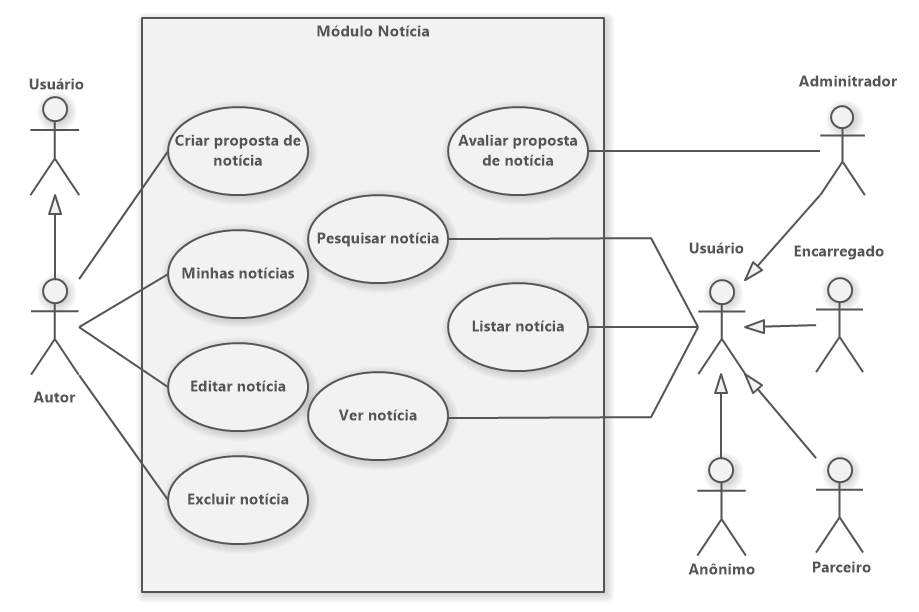 Módulo Notícia
Usuário
Adminitrador
Criar proposta de
notícia
Avaliar proposta
de notícia
Pesquisar notícia
Usuário
Encarregado
Minhas notícias
Listar notícia
Editar notícia
Autor
Ver notícia
Excluir notícia
Anônimo
Parceiro